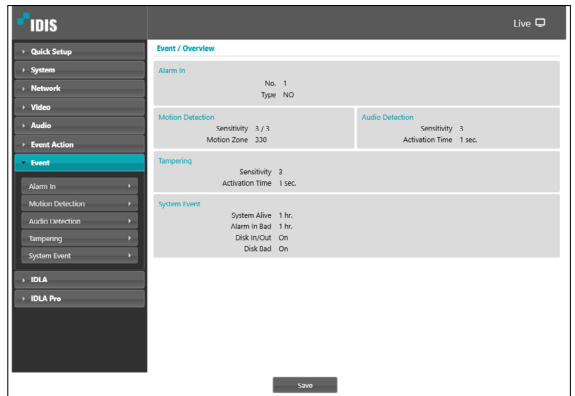 IDIS
Live
Quick Setup
System
Network
Video
Audio
Event Action
Event
Alarm In
Motion Detection
Audio Detection
Tampering
System Event
IDLA
IDLA Pro
Event / Overview
Alarm In
No. 1
Type NO
Motion Detection
Sensitivity 3 / 3
Motion Zone 330
Audio Detection
Sensitivity 3
Activation Time 1 sec.
Tampering
Sensitivity 3
Activation Time 1 sec.
System Event
System Alive 1 hr.
Alarm In Bad 1 hr.
Disk In/Out On
Disk Bad On
Save